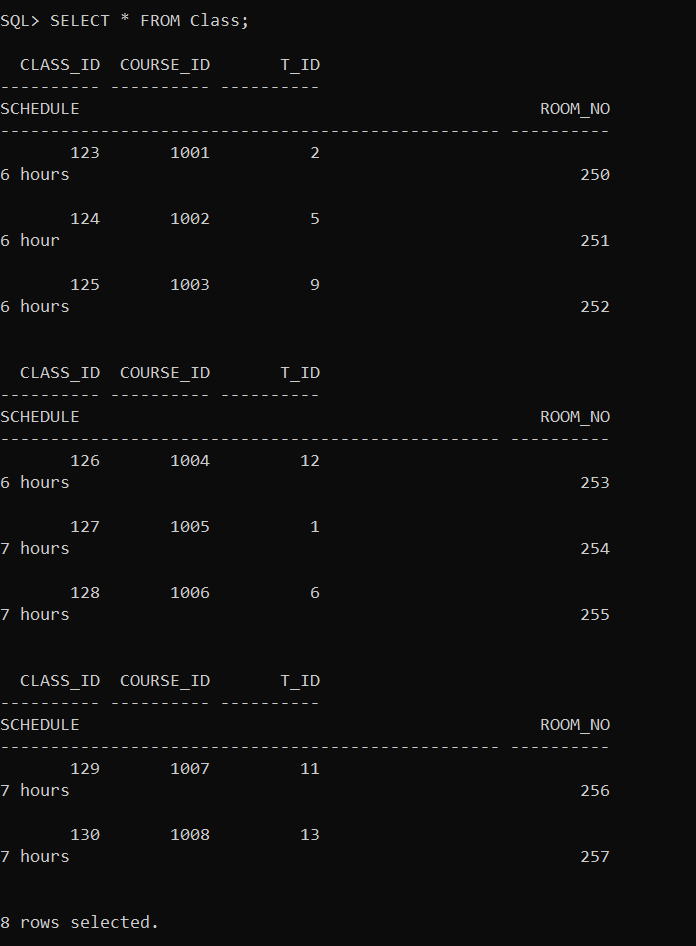 SQL> SELECT * FROM Class;
  CLASS_ID  COURSE_ID       T_ID
---------- ---------- ----------
SCHEDULE                                              ROOM_NO
-------------------------------------------------- ----------
       123       1001          2
6 hours                                                   250
       124       1002          5
6 hour                                                    251
       125       1003          9
6 hours                                                   252
  CLASS_ID  COURSE_ID       T_ID
---------- ---------- ----------
SCHEDULE                                              ROOM_NO
-------------------------------------------------- ----------
       126       1004         12
6 hours                                                   253
       127       1005          1
7 hours                                                   254
       128       1006          6
7 hours                                                   255
  CLASS_ID  COURSE_ID       T_ID
---------- ---------- ----------
SCHEDULE                                              ROOM_NO
-------------------------------------------------- ----------
       129       1007         11
7 hours                                                   256
       130       1008         13
7 hours                                                   257
8 rows selected.